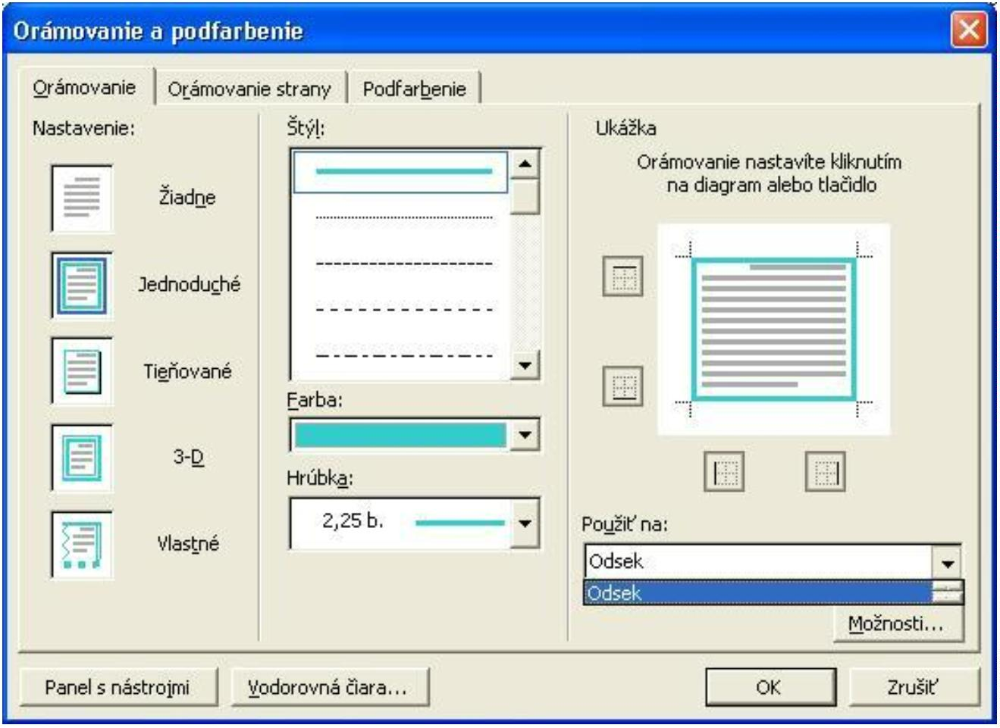 Orámovanie a podfarbenie
Orámovanie
Orámovanie strany
Podfarbenie
Nastavenie:
Žiadne
Jednoduché
Tieňované
3-D
Vlastné
Štýl:
Farba:
Hrúbka:
2,25 b.
Ukážka
Orámovanie nastavíte kliknutím
na diagram alebo tlačidlo
Použiť na:
Odsek
Odsek
Možnosti...
Panel s nástrojmi
Vodorovná čiara...
OK
Zrušiť